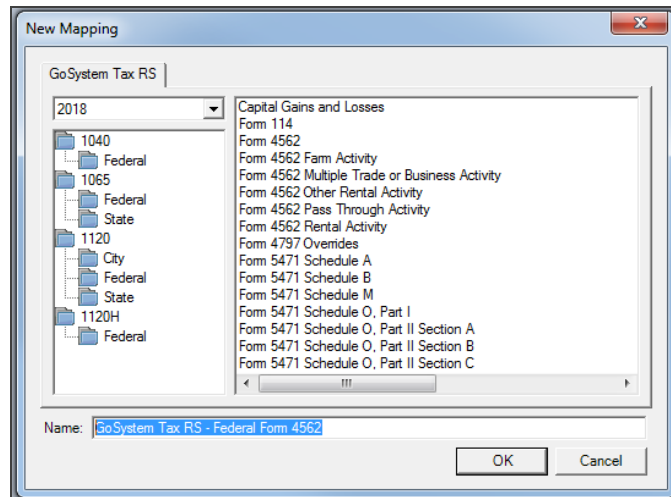 New Mapping
GoSystem Tax RS
2018
1040
Federal
1065
Federal
State
1120
City
Federal
State
1120H
Federal
Capital Gains and Losses
Form 114
Form 4562
Form 4562 Farm Activity
Form 4562 Multiple Trade or Business Activity
Form 4562 Other Rental Activity
Form 4562 Pass Through Activity
Form 4562 Rental Activity
Form 4797 Overrides
Form 5471 Schedule A
Form 5471 Schedule B
Form 5471 Schedule M
Form 5471 Schedule O, Part I
Form 5471 Schedule O, Part II Section A
Form 5471 Schedule O, Part II Section B
Form 5471 Schedule O, Part II Section C
Name: GoSystem Tax RS - Federal Form 4562
OK Cancel